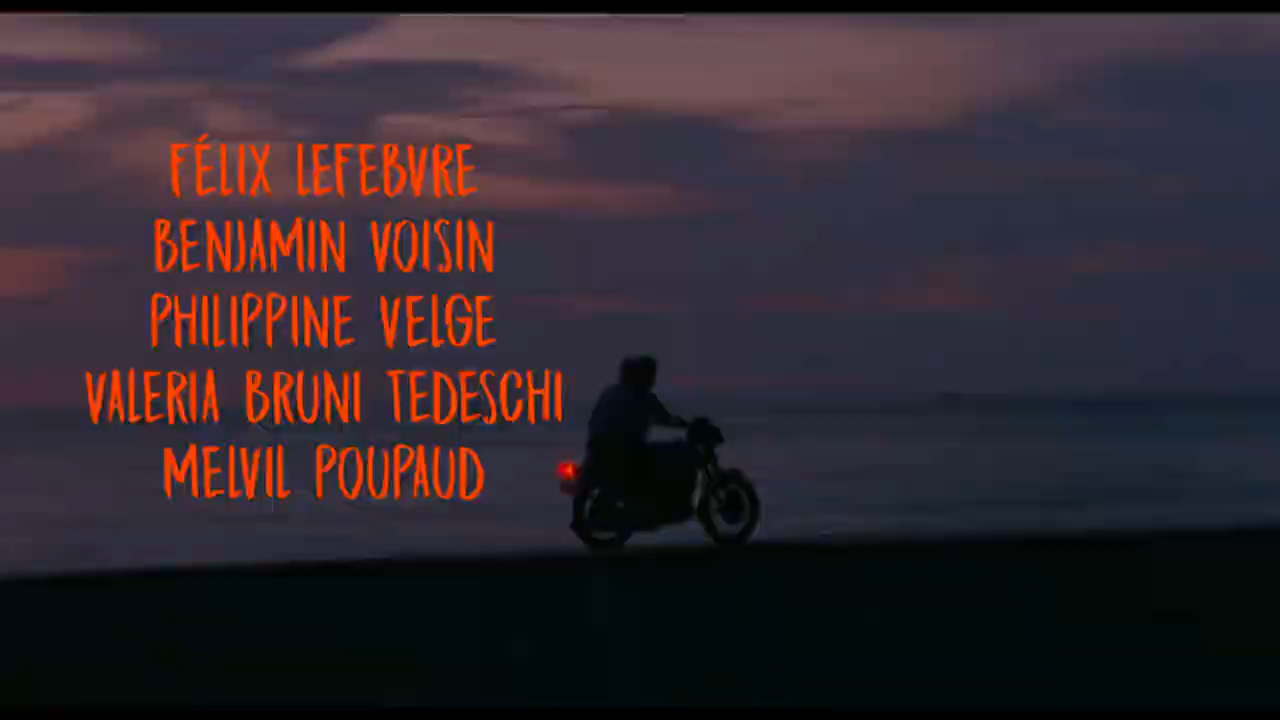 FÉLIX LEFEBVRE
BENJAMIN VOISIN
PHILIPPINE VELGE
VALERIA BRUNI TEDESCHI
MELVIL POUPAUD